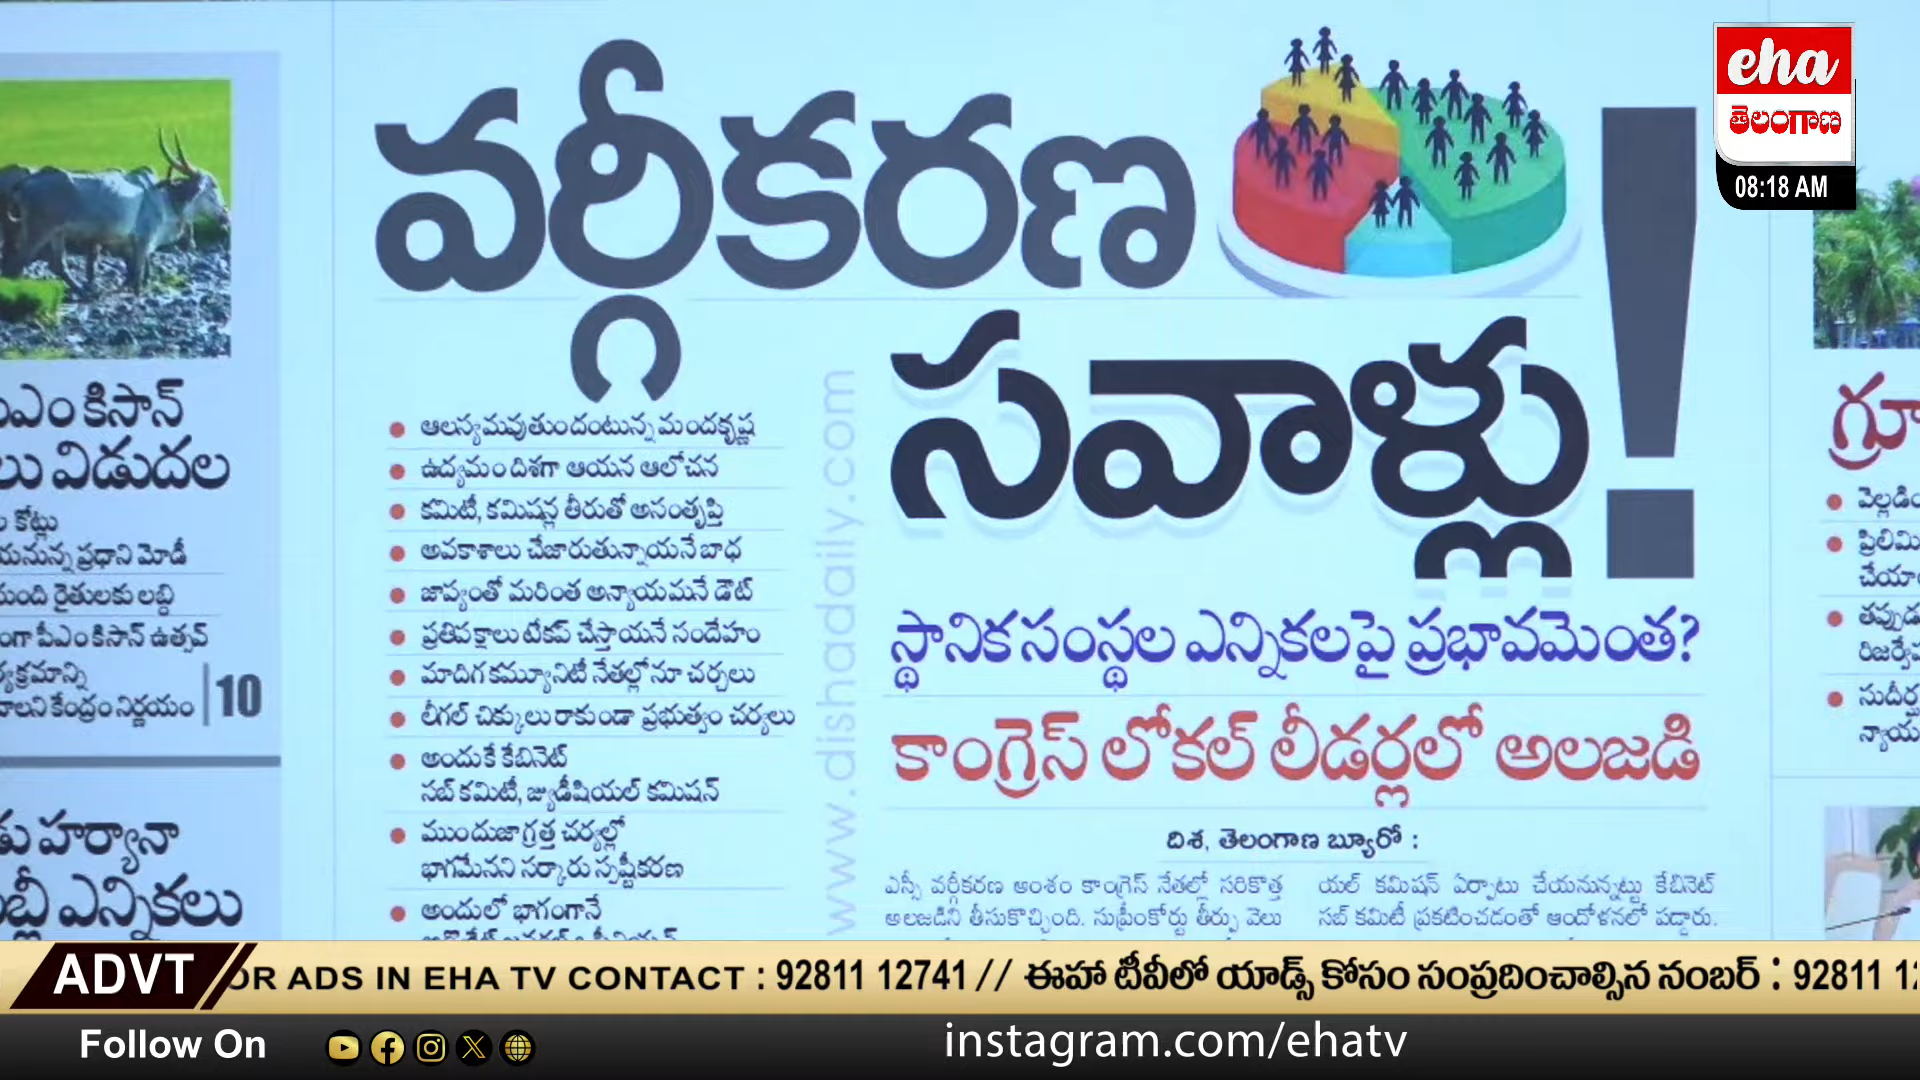 eha
తెలంగాణ
08:18 AM
వర్గీకరణ
సవాళ్లు!
ఆలస్యమవుతుందంటున్న మందకృష్ణ
ఉద్యమం దిశగా ఆయన ఆలోచన
కమిటీ, కమిషన్ల తీరుతో అసంతృప్తి
అవకాశాలు చేజారుతున్నాయనే బాధ
జాప్యంతో మరింత అన్యాయమనే డౌట్
ప్రతిపక్షాలు టేకప్ చేస్తాయనే సందేహం
మాదిగ కమ్యూనిటీ నేతల్లోనూ చర్చలు
లీగల్ చిక్కులు రాకుండా ప్రభుత్వం చర్యలు
అందుకే కేబినెట్
సబ్ కమిటీ, జ్యుడీషియల్ కమిషన్
ముందుజాగ్రత్త చర్యల్లో
భాగమేనని సర్కారు స్పష్టీకరణ
అందులో భాగంగానే
www.dishadaily.com
స్థానిక సంస్థల ఎన్నికలపై ప్రభావమెంత?
కాంగ్రెస్ లోకల్ లీడర్లలో అలజడి
దిశ, తెలంగాణ బ్యూరో :
ఎస్సీ వర్గీకరణ అంశం కాంగ్రెస్ నేతల్లో సరికొత్త
అలజడిని తీసుకొచ్చింది. సుప్రీంకోర్టు తీర్పు వెలు
యల్ కమిషన్ ఏర్పాటు చేయనున్నట్టు కేబినెట్
సబ్ కమిటీ ప్రకటించడంతో ఆందోళనలో పడ్డారు.
ఎం కిసాన్
విడుదల
కోట్లు
ప్రధాని మోడీ
రైతులకు లబ్ధి
పీఎం కిసాన్ ఉత్సవ్
కేంద్రం నిర్ణయం 10
హర్యానా
ఎన్నికలు
గ్రూ
ADVT
OR ADS IN EHA TV CONTACT : 92811 12741 // ఈహా టీవీలో యాడ్స్ కోసం సంప్రదించాల్సిన నంబర్ : 92811 12
Follow On
instagram.com/ehatv